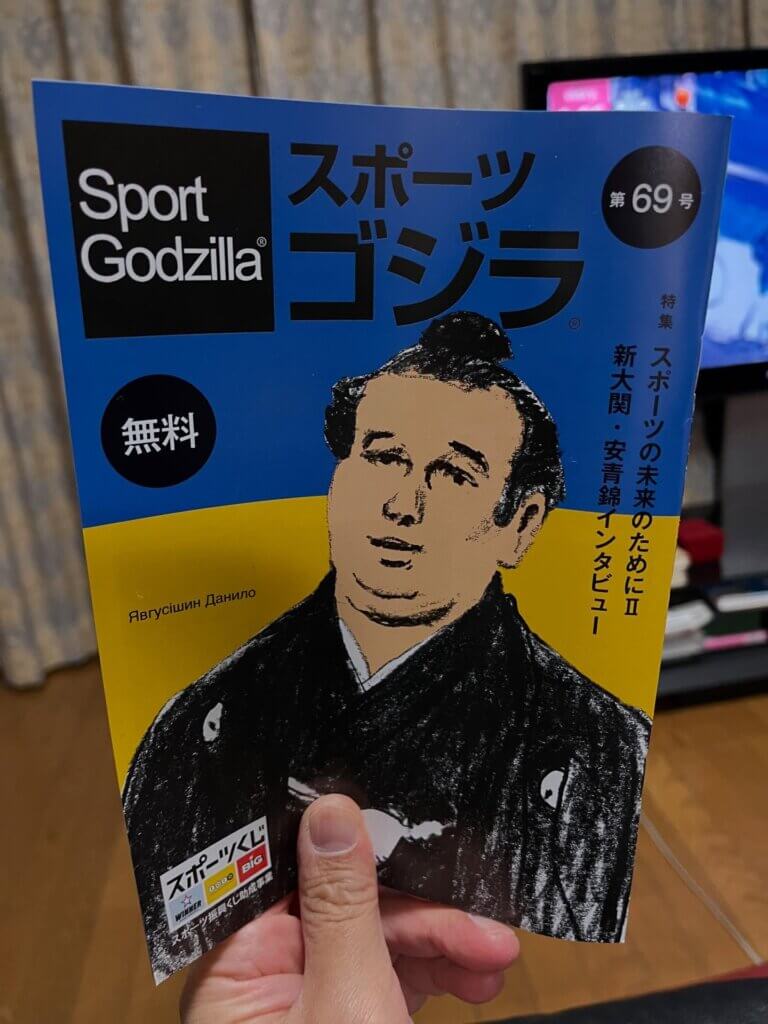 Sport
Godzilla®
スポーツ
ゴジラ®
第69号
無料
特集
スポーツの未来のためにⅡ
新大関・安青錦インタビュー
Явгусішин Данило
スポーツくじ
WINNER
BIG
スポーツ振興くじ助成事業